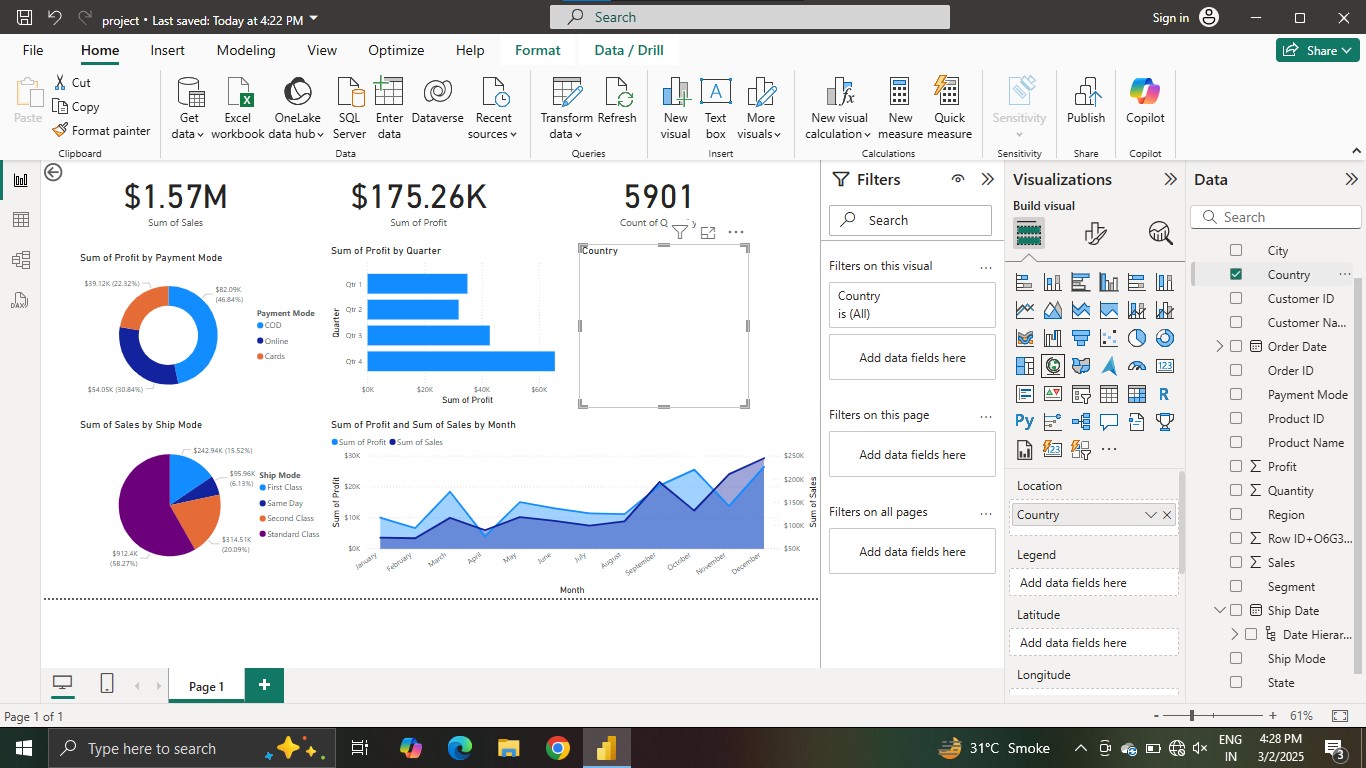 project • Last saved: Today at 4:22 PM
Search
Sign in
File Home Insert Modeling View Optimize Help Format Data / Drill
Share
Paste
Cut
Copy
Format painter
Clipboard
Get data
Excel workbook
OneLake data hub
SQL Server
Enter data
Dataverse
Recent sources
Data
Transform data
Refresh
Queries
New visual
Text box
More visuals
Insert
New visual calculation
New measure
Quick measure
Calculations
Sensitivity
Sensitivity
Publish
Share
Copilot
Copilot
$1.57M
Sum of Sales
$175.26K
Sum of Profit
5901
Count of Q
Sum of Profit by Payment Mode
$39.12K (22.32%)
$82.09K
(46.84%)
$54.05K (30.84%)
Payment Mode
COD
Online
Cards
Sum of Profit by Quarter
Quarter
Qtr 1
Qtr 2
Qtr 3
Qtr 4
$0K $20K $40K $60K
Sum of Profit
Country
Sum of Sales by Ship Mode
$242.94K (15.52%)
$95.96K
(6.13%)
$314.51K
(20.09%)
$912.4K
(58.27%)
Ship Mode
First Class
Same Day
Second Class
Standard Class
Sum of Profit and Sum of Sales by Month
Sum of Profit Sum of Sales
Sum of Profit
$30K
$20K
$10K
$0K
$250K
$200K
$150K
$100K
$50K
Sum of Sales
January February March April May June July August September October November December
Month
Filters
Search
Filters on this visual
Country
is (All)
Add data fields here
Filters on this page
Add data fields here
Filters on all pages
Add data fields here
Visualizations
Build visual
123
R
Py
123
Location
Country
Legend
Add data fields here
Latitude
Add data fields here
Longitude
Data
Search
City
Country
Customer ID
Customer Na...
Order Date
Order ID
Payment Mode
Product ID
Product Name
Profit
Quantity
Region
Row ID+O6G3...
Sales
Segment
Ship Date
Date Hierar...
Ship Mode
State
DAX
Page 1
Page 1 of 1
61%
Type here to search
31°C Smoke
ENG
IN
4:28 PM
3/2/2025
3